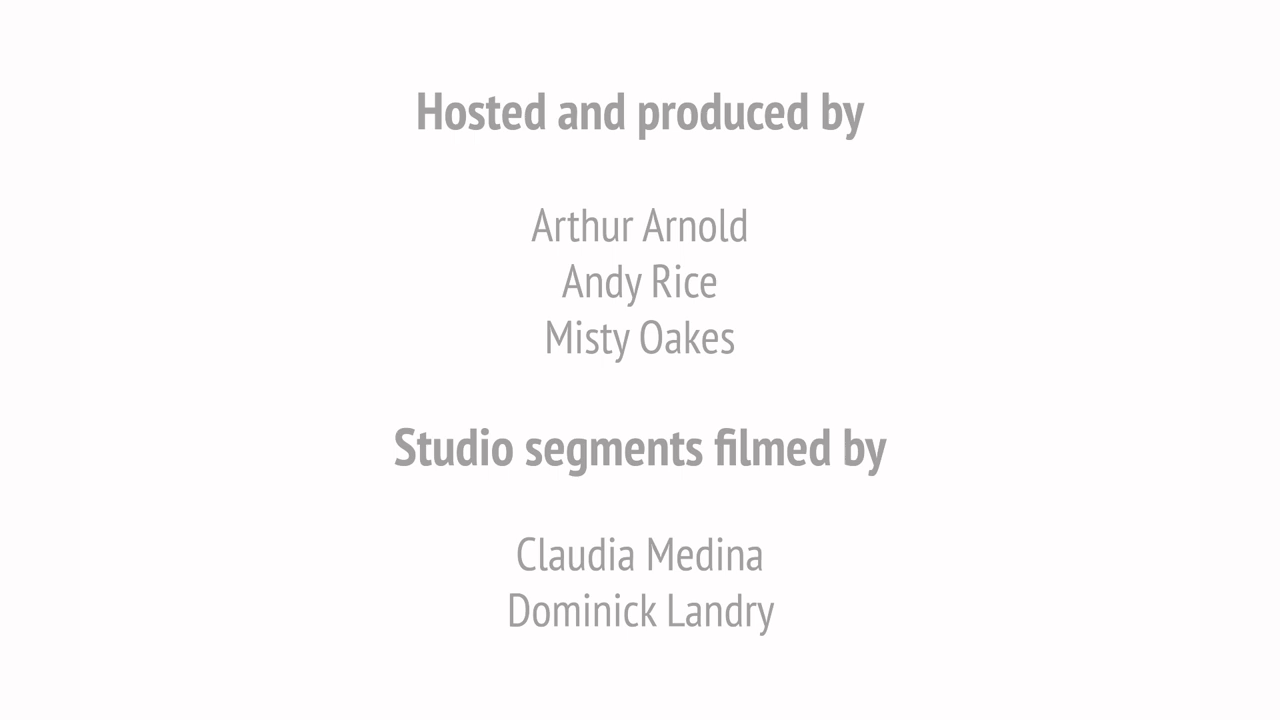 Hosted and produced by
Arthur Arnold
Andy Rice
Misty Oakes
Studio segments filmed by
Claudia Medina
Dominick Landry